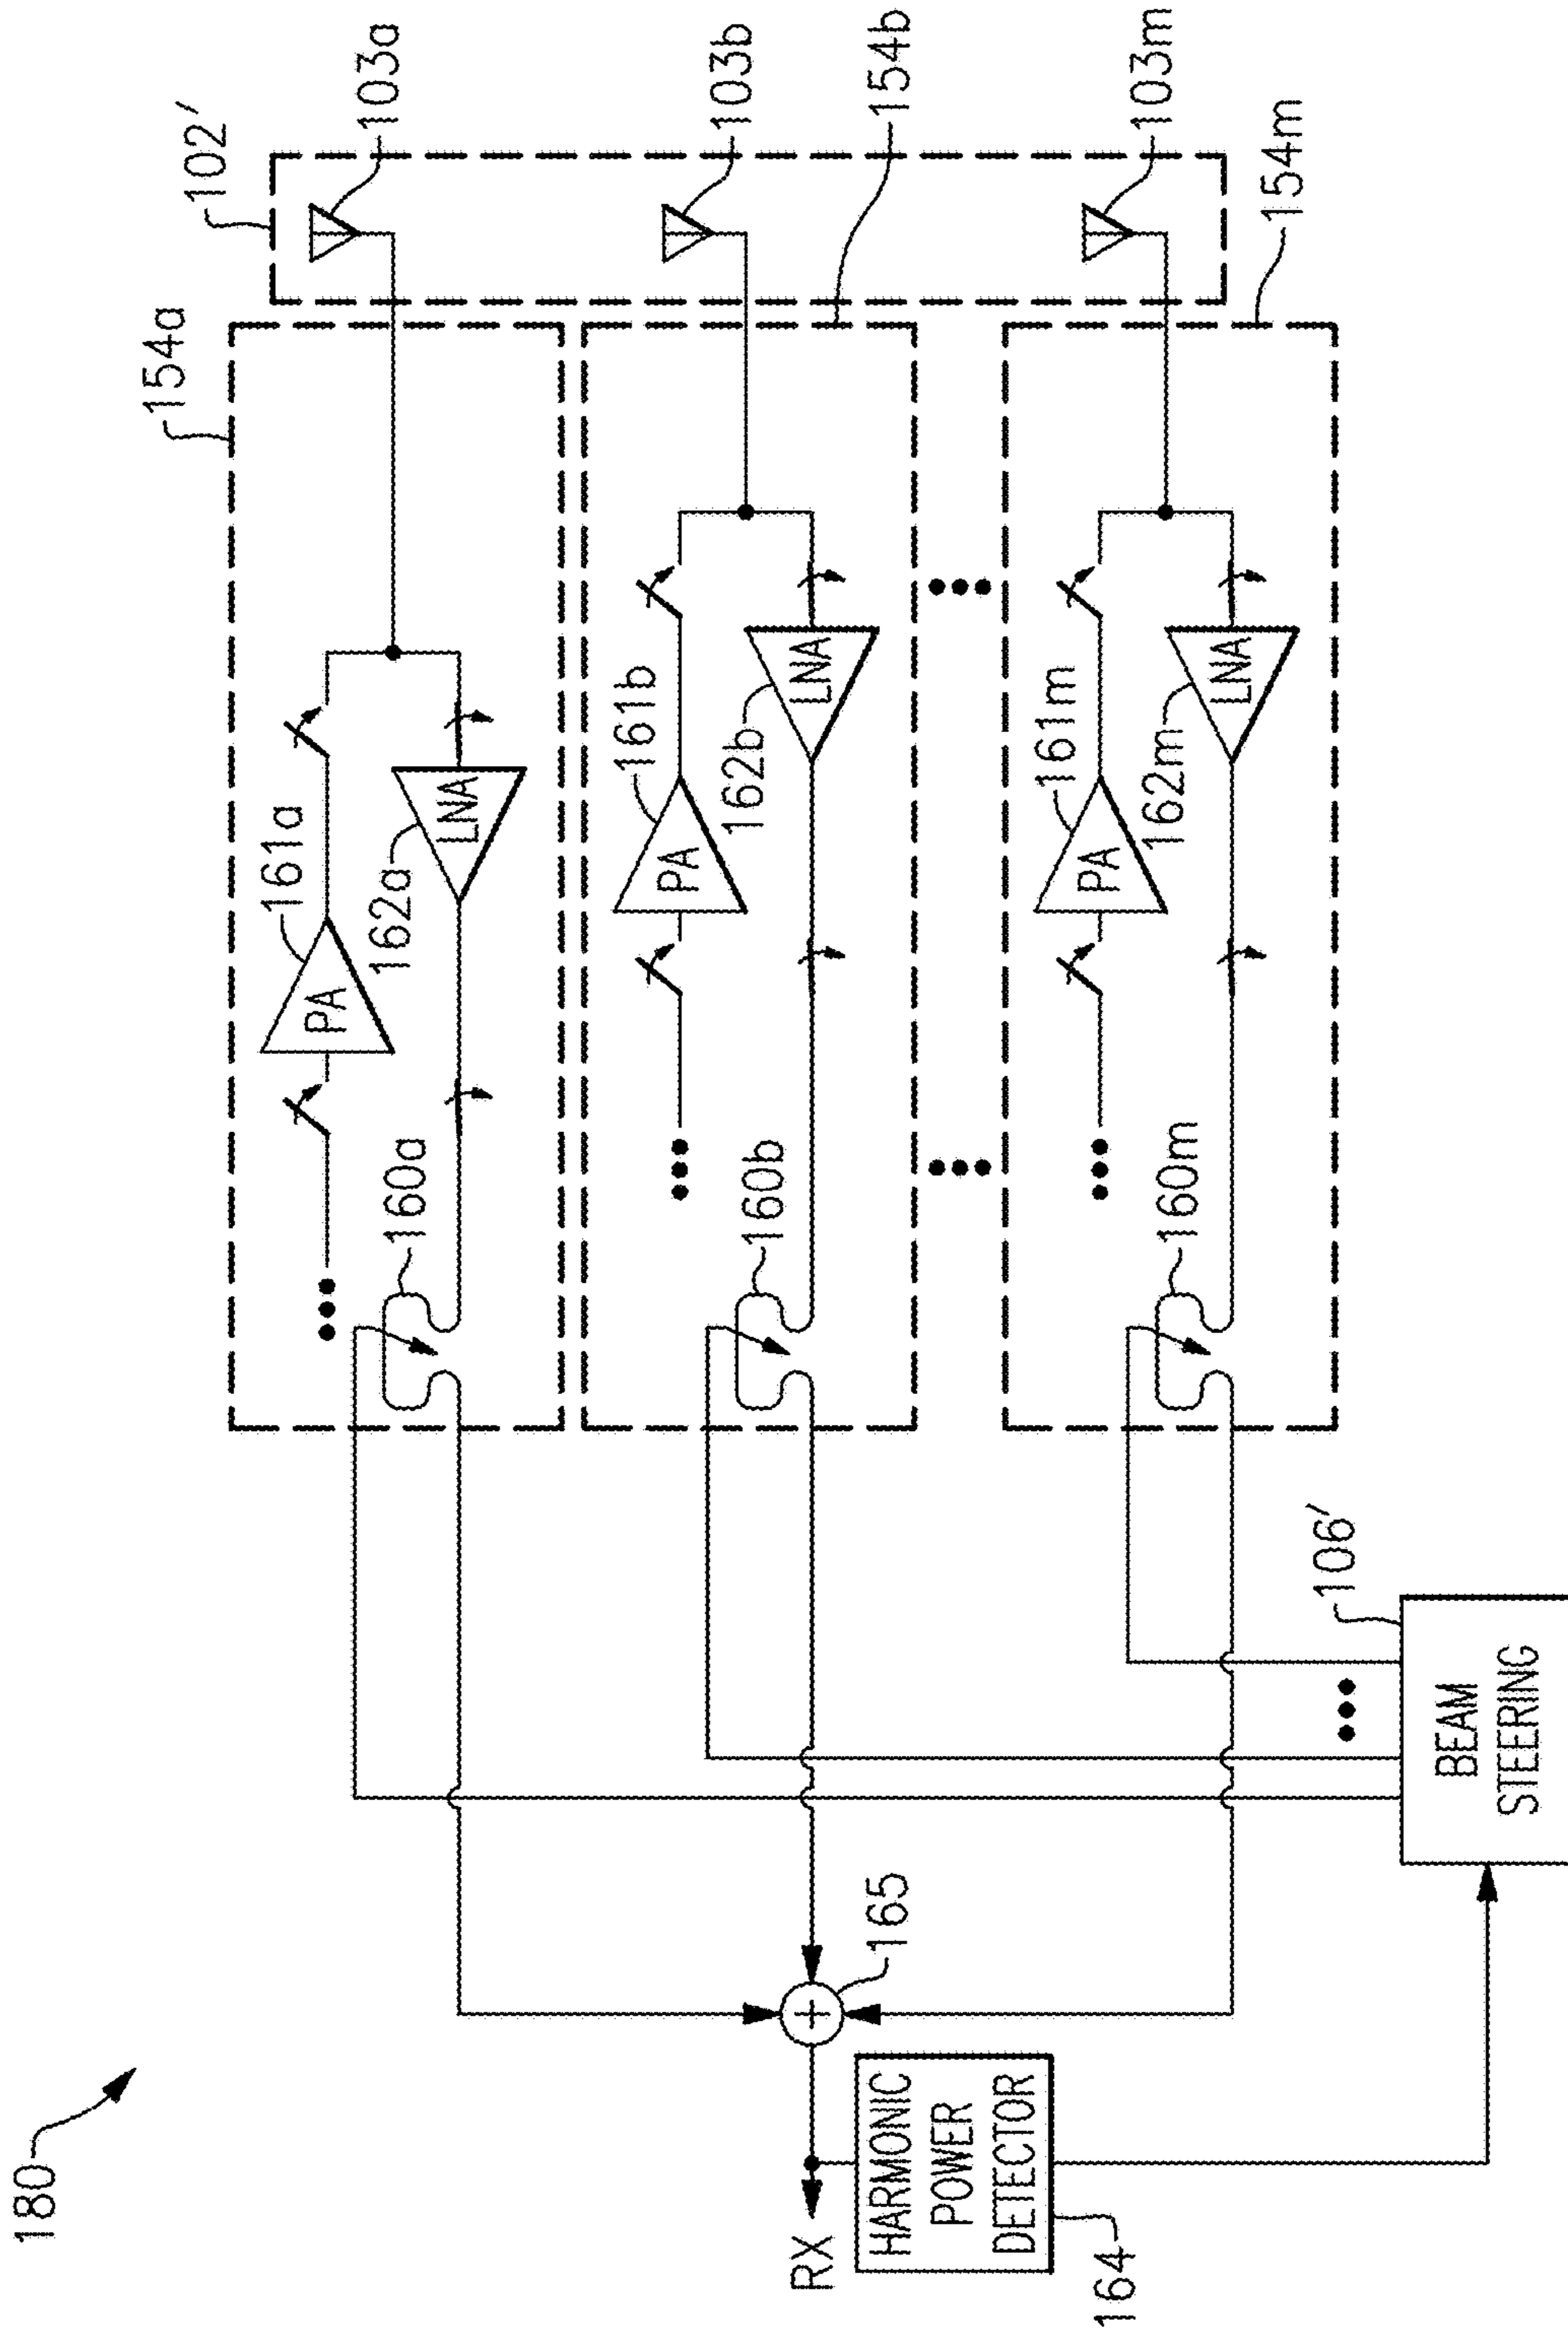 180
102′
103a
103b
103m
154a
154b
154m
161a
PA
162a
LNA
160a
161b
PA
162b
LNA
160b
161m
PA
162m
LNA
160m
165
+
RX
HARMONIC
POWER
DETECTOR
164
106′
BEAM
STEERING